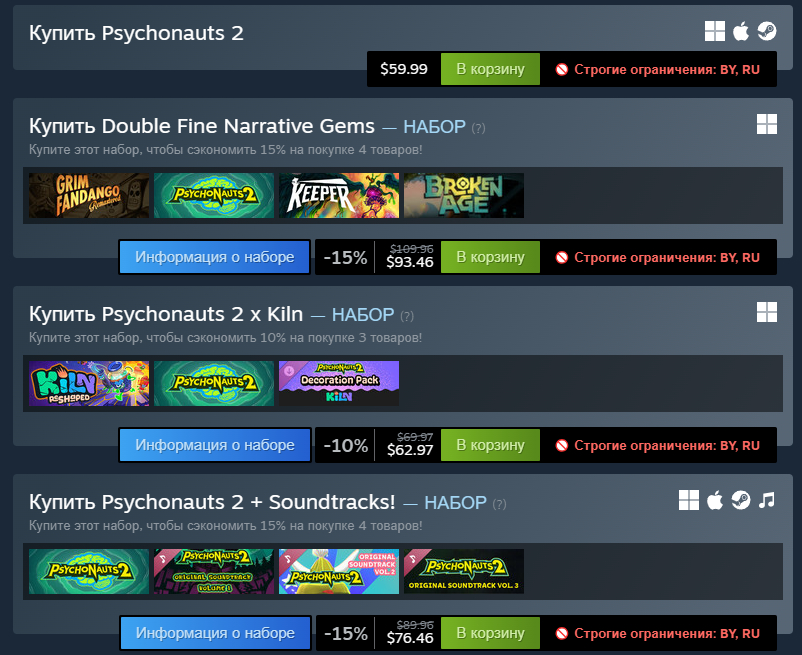 Купить Psychonauts 2
$59.99 В корзину Строгие ограничения: BY, RU
Купить Double Fine Narrative Gems — НАБОР (?)
Купите этот набор, чтобы сэкономить 15% на покупке 4 товаров!
GRIM FANDANGO Remastered PSYCHONAUTS 2 KEEPER BROKEN AGE
Информация о наборе -15% $109.96 $93.46 В корзину Строгие ограничения: BY, RU
Купить Psychonauts 2 x Kiln — НАБОР (?)
Купите этот набор, чтобы сэкономить 10% на покупке 3 товаров!
KILN RESHAPED PSYCHONAUTS 2 PSYCHONAUTS 2 Decoration Pack KILN
Информация о наборе -10% $69.97 $62.97 В корзину Строгие ограничения: BY, RU
Купить Psychonauts 2 + Soundtracks! — НАБОР (?)
Купите этот набор, чтобы сэкономить 15% на покупке 4 товаров!
PSYCHONAUTS 2 PSYCHONAUTS 2 ORIGINAL SOUNDTRACK VOLUME 1 PSYCHONAUTS 2 ORIGINAL SOUNDTRACK VOL. 2 PSYCHONAUTS 2 ORIGINAL SOUNDTRACK VOL. 3
Информация о наборе -15% $89.96 $76.46 В корзину Строгие ограничения: BY, RU